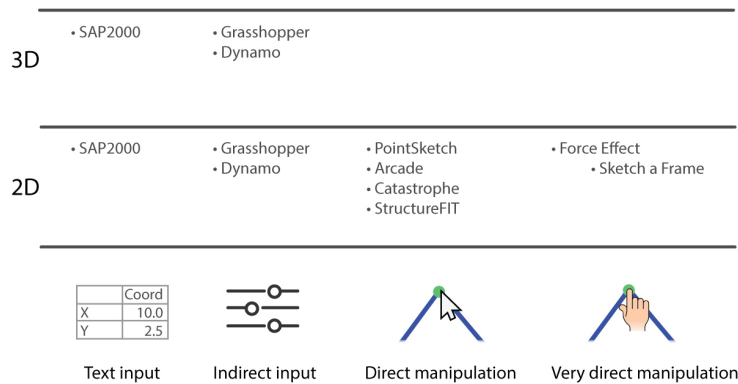 3D
• SAP2000
• Grasshopper
• Dynamo
2D
• SAP2000
• Grasshopper
• Dynamo
• PointSketch
• Arcade
• Catastrophe
• StructureFIT
• Force Effect
• Sketch a Frame
Coord
X 10.0
Y 2.5
Text input
Indirect input
Direct manipulation
Very direct manipulation